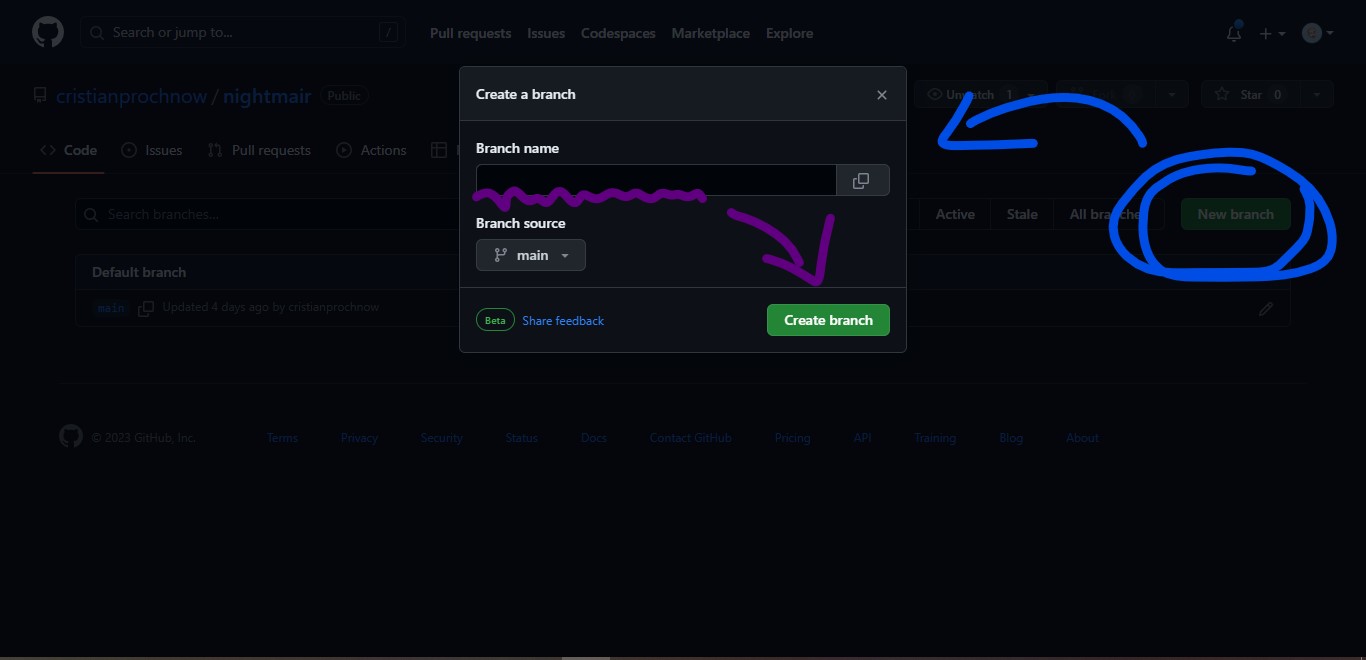 Search or jump to... / Pull requests Issues Codespaces Marketplace Explore
cristianprochnow / nightmair Public
Unwatch 1 Star 0
Code Issues Pull requests Actions
Create a branch
Branch name
Branch source
main
Beta Share feedback Create branch
Search branches... Active Stale All branches New branch
Default branch
main Updated 4 days ago by cristianprochnow
© 2023 GitHub, Inc. Terms Privacy Security Status Docs Contact GitHub Pricing API Training Blog About